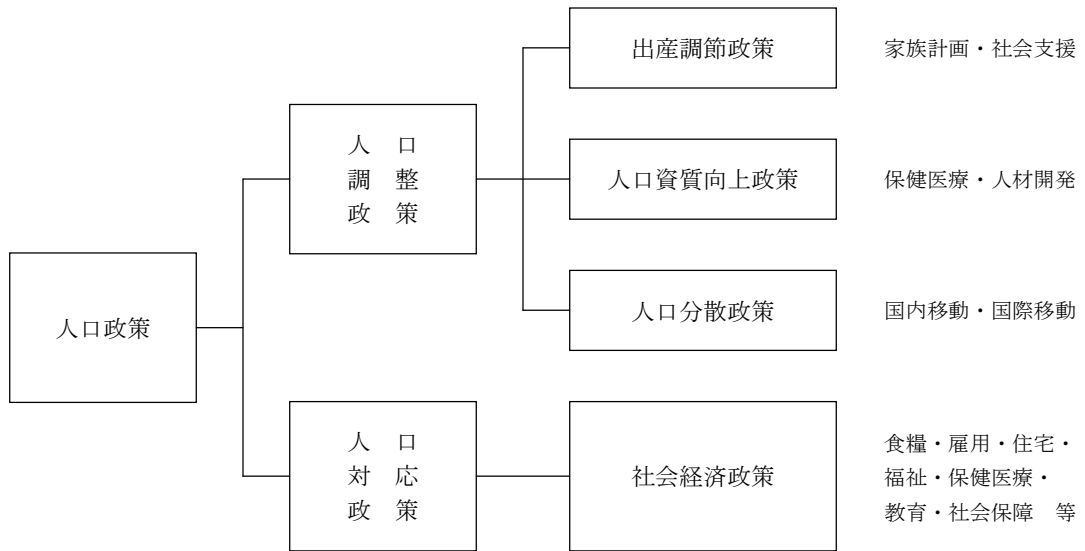 出産調節政策
家族計画・社会支援
人口
調整
政策
人口資質向上政策
保健医療・人材開発
人口分散政策
国内移動・国際移動
人口政策
人口
対応
政策
社会経済政策
食糧・雇用・住宅・
福祉・保健医療・
教育・社会保障　等